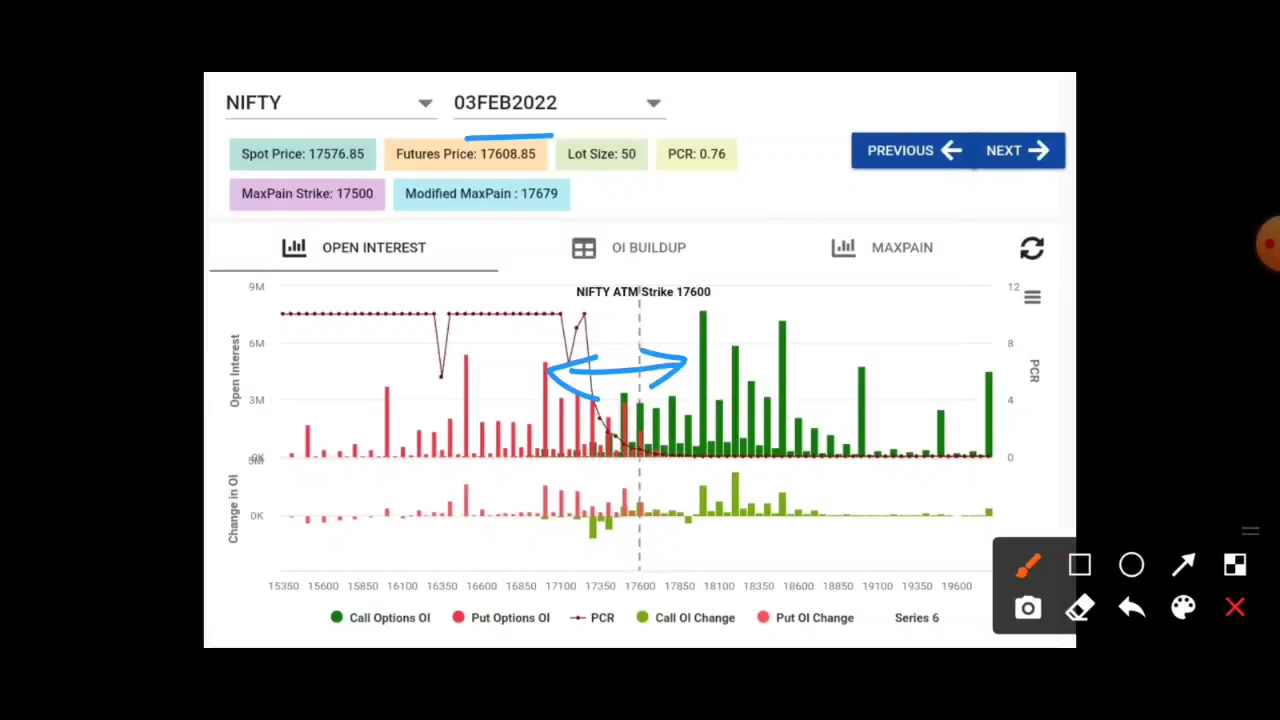 NIFTY 03FEB2022
Spot Price: 17576.85 Futures Price: 17608.85 Lot Size: 50 PCR: 0.76 PREVIOUS NEXT
MaxPain Strike: 17500 Modified MaxPain : 17679
OPEN INTEREST OI BUILDUP MAXPAIN
NIFTY ATM Strike 17600
9M 12
6M 8
3M 4
0K 0
5M
0K
Open Interest
PCR
Change in OI
15350 15600 15850 16100 16350 16600 16850 17100 17350 17600 17850 18100 18350 18600 18850 19100 19350 19600
Call Options OI Put Options OI PCR Call OI Change Put OI Change Series 6